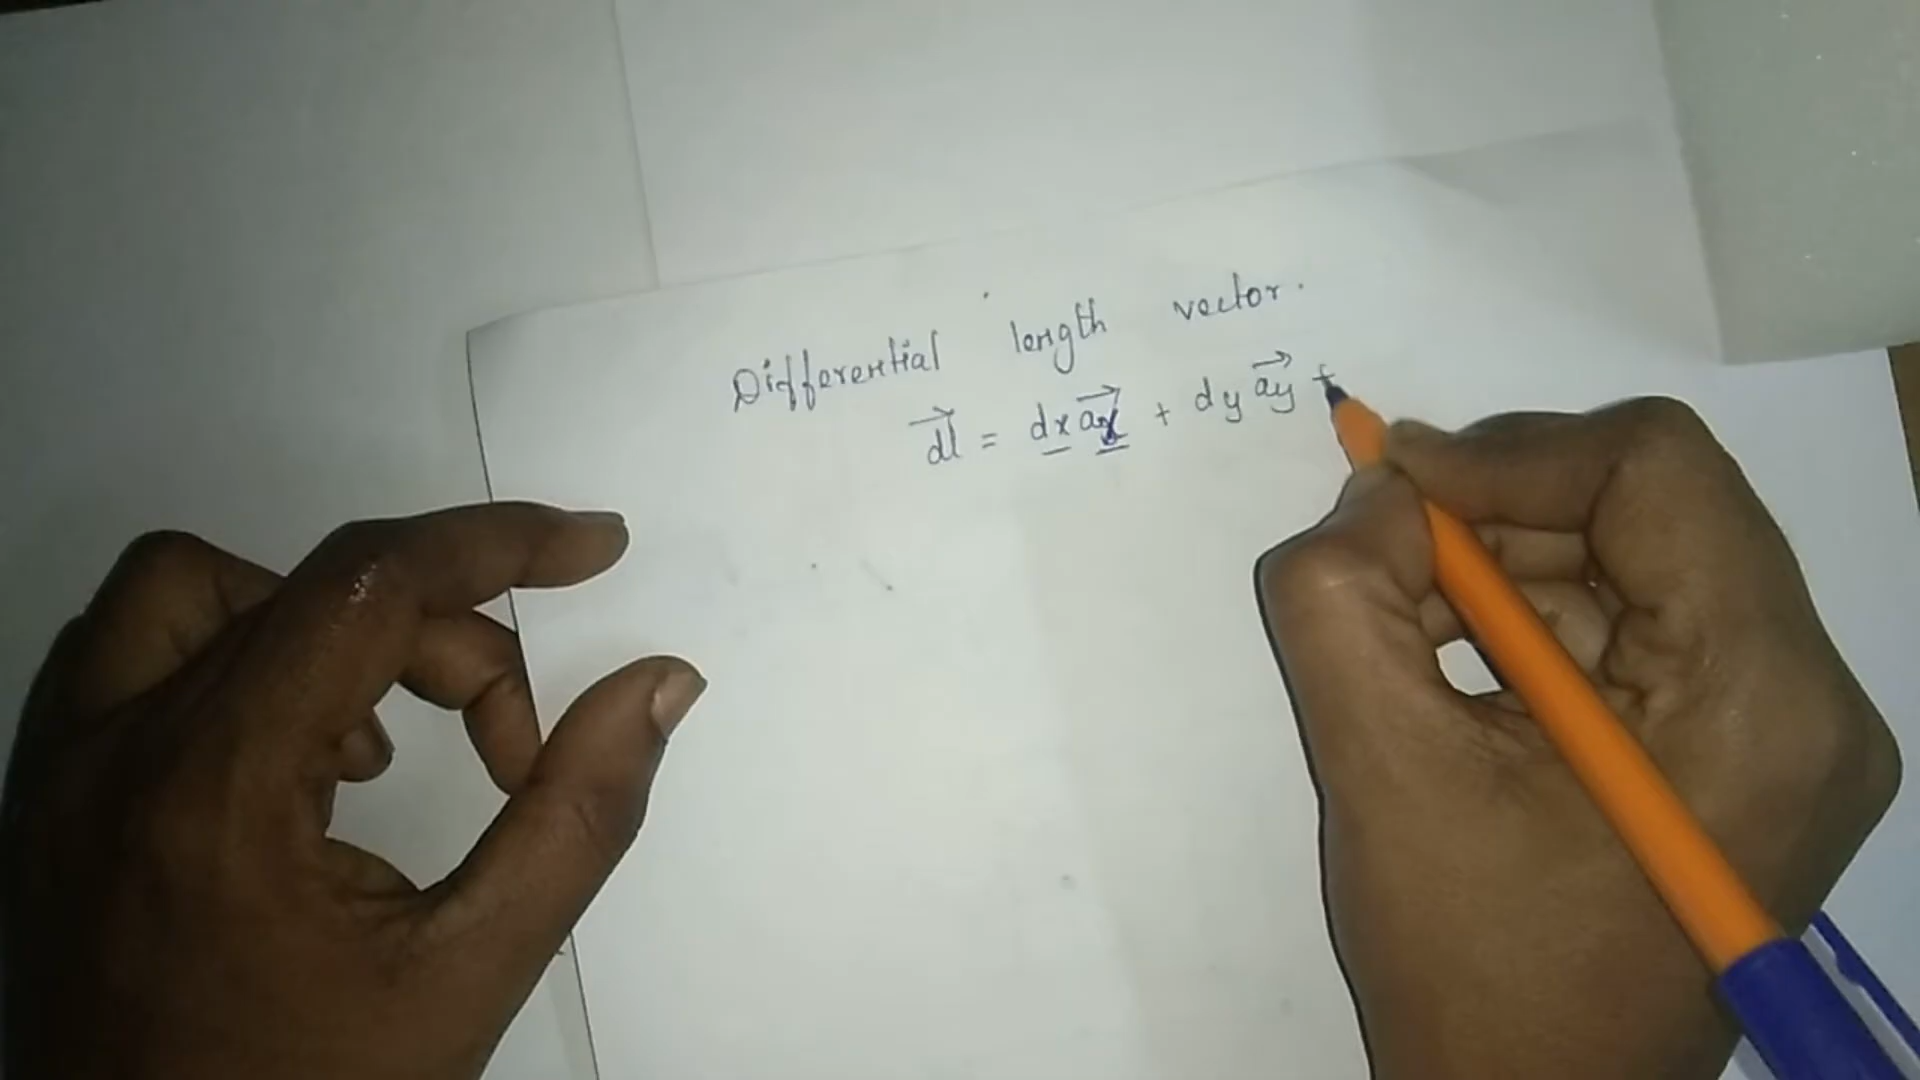 Differential length vector.
→dl = dx →ax + dy →ay +